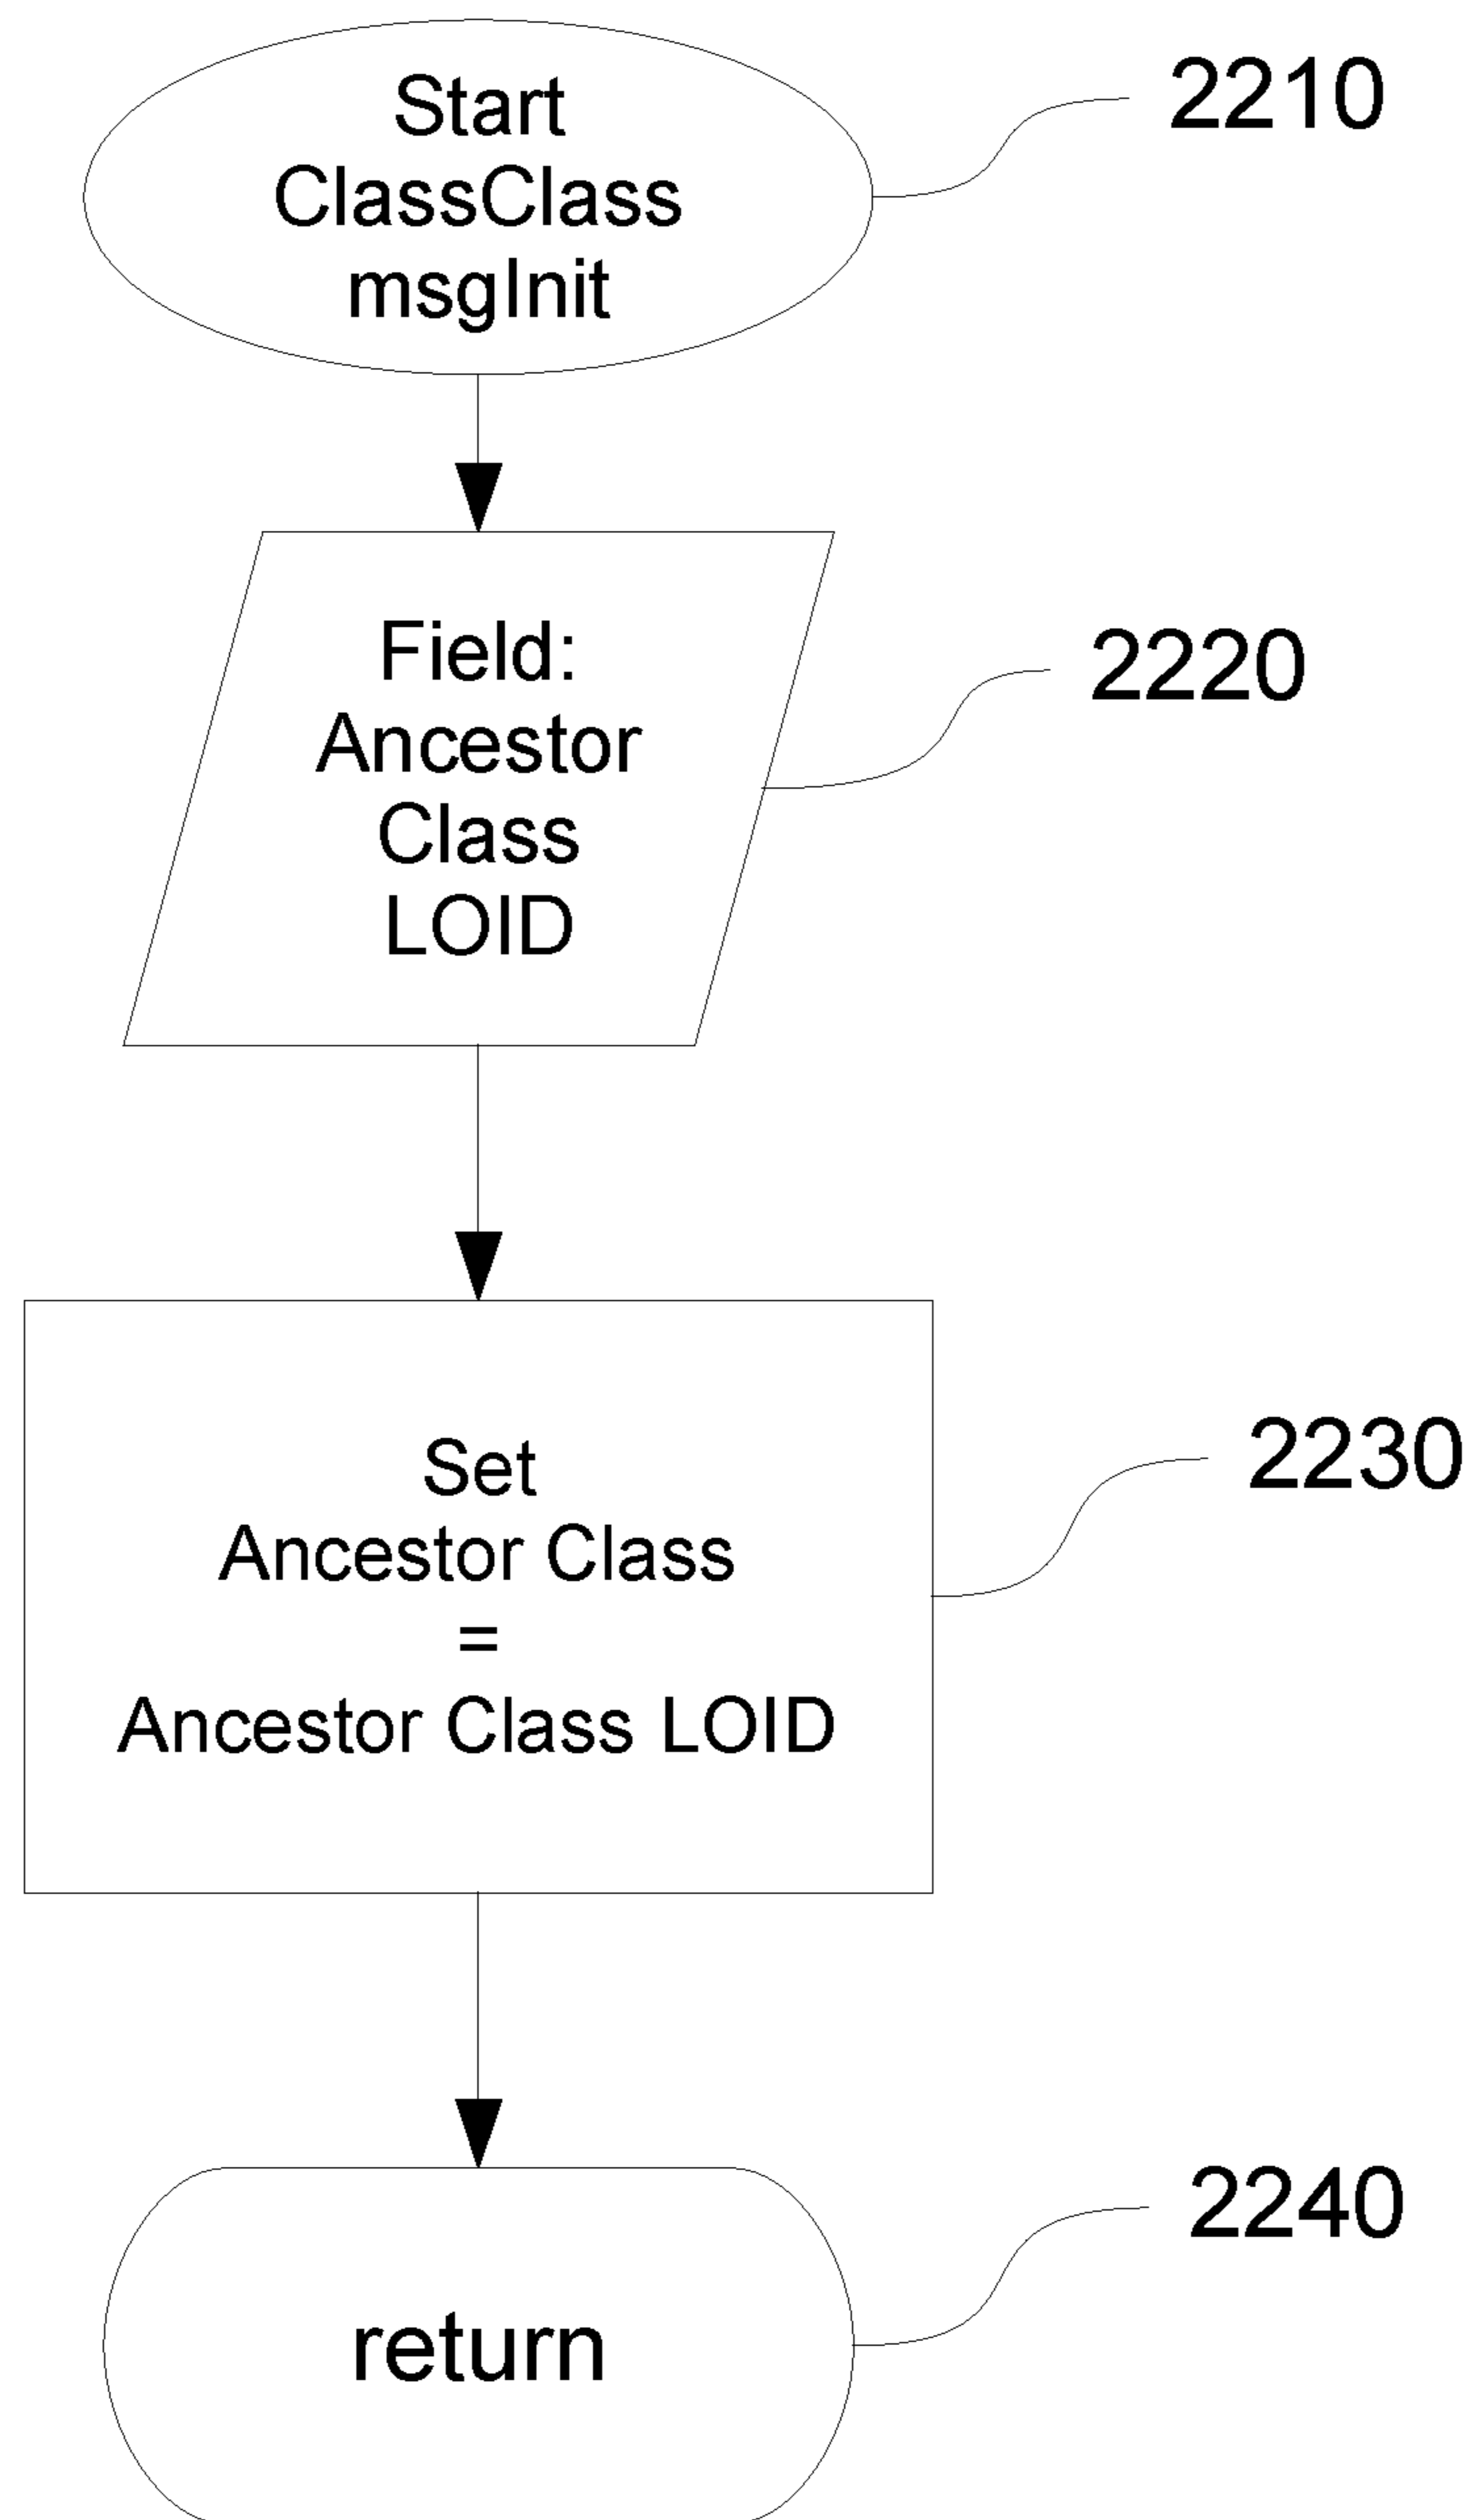 Start
ClassClass
msgInit
2210
Field:
Ancestor
Class
LOID
2220
Set
Ancestor Class
=
Ancestor Class LOID
2230
return
2240